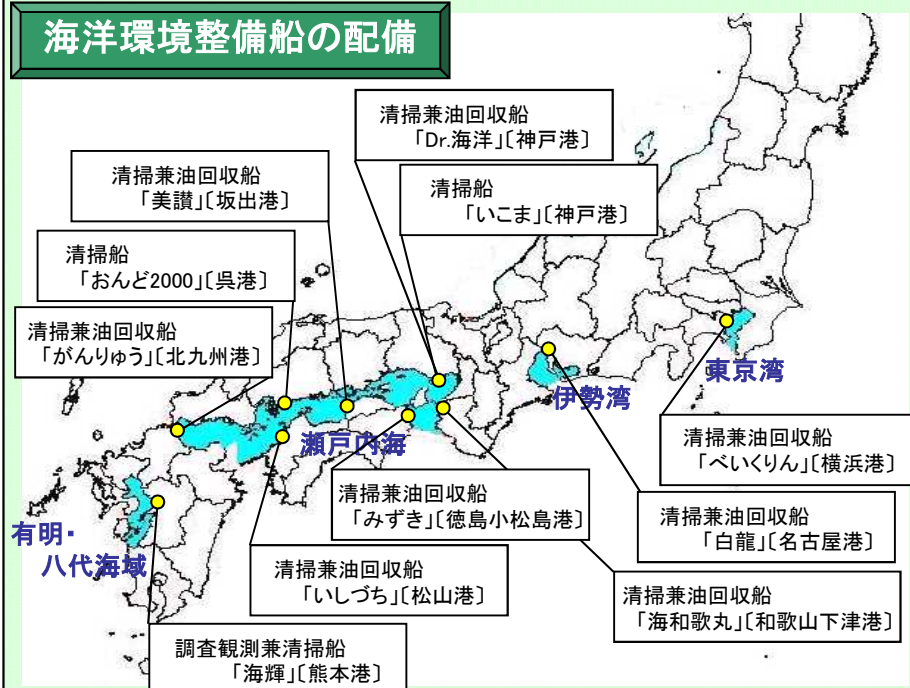 海洋環境整備船の配備
清掃兼油回収船
「Dr.海洋」〔神戸港〕
清掃兼油回収船
「美讃」〔坂出港〕
清掃船
「いこま」〔神戸港〕
清掃船
「おんど2000」〔呉港〕
清掃兼油回収船
「がんりゅう」〔北九州港〕
東京湾
伊勢湾
瀬戸内海
清掃兼油回収船
「べいくりん」〔横浜港〕
清掃兼油回収船
「みずき」〔徳島小松島港〕
清掃兼油回収船
「白龍」〔名古屋港〕
有明・
八代海域
清掃兼油回収船
「いしづち」〔松山港〕
清掃兼油回収船
「海和歌丸」〔和歌山下津港〕
調査観測兼清掃船
「海輝」〔熊本港〕